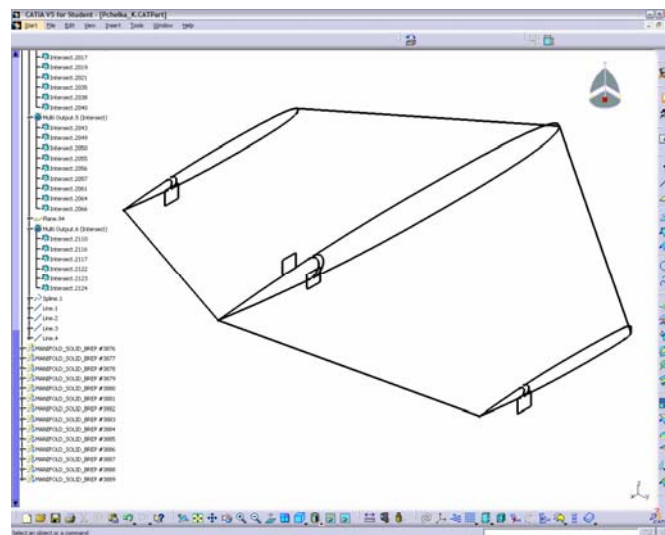 CATIA V5 for Student - [Pchelka_K.CATPart]
Start File Edit View Insert Tools Window Help
Intersect.2017
Intersect.2019
Intersect.2021
Intersect.2035
Intersect.2038
Intersect.2040
Multi Output.5 (Intersect)
Intersect.2043
Intersect.2049
Intersect.2050
Intersect.2055
Intersect.2056
Intersect.2057
Intersect.2061
Intersect.2064
Intersect.2066
Plane.94
Multi Output.6 (Intersect)
Intersect.2110
Intersect.2116
Intersect.2117
Intersect.2122
Intersect.2123
Intersect.2124
Spline.1
Line.1
Line.2
Line.3
Line.4
MANIFOLD_SOLID_BREP #3876
MANIFOLD_SOLID_BREP #3877
MANIFOLD_SOLID_BREP #3878
MANIFOLD_SOLID_BREP #3879
MANIFOLD_SOLID_BREP #3880
MANIFOLD_SOLID_BREP #3881
MANIFOLD_SOLID_BREP #3882
MANIFOLD_SOLID_BREP #3883
MANIFOLD_SOLID_BREP #3884
MANIFOLD_SOLID_BREP #3885
MANIFOLD_SOLID_BREP #3886
MANIFOLD_SOLID_BREP #3887
MANIFOLD_SOLID_BREP #3888
MANIFOLD_SOLID_BREP #3889
Select an object or a command